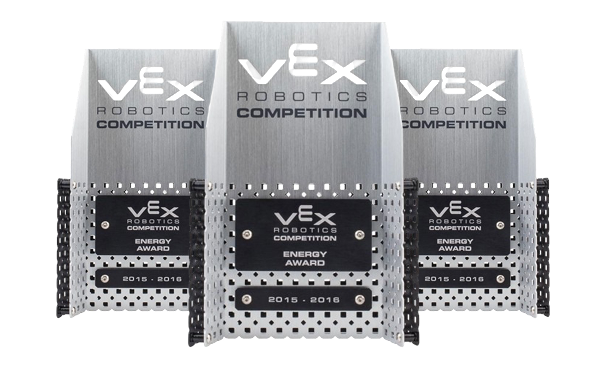 VEX
ROBOTICS
COMPETITION
VEX
ROBOTICS
COMPETITION
ENERGY
AWARD
2015 - 2016
VEX
ROBOTICS
COMPETITION
VEX
ROBOTICS
COMPETITION
ENERGY
AWARD
2015 - 2016
VEX
ROBOTICS
COMPETITION
VEX
ROBOTICS
COMPETITION
ENERGY
AWARD
2015 - 2016